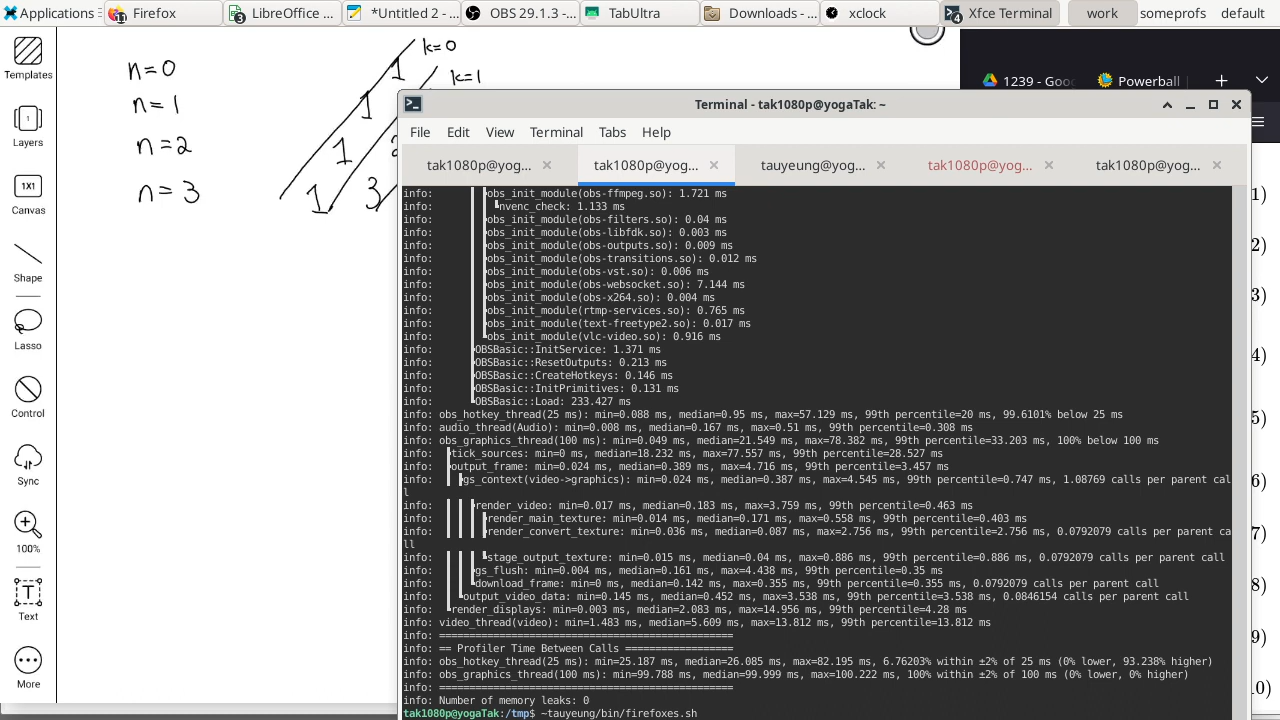 Applications
Firefox
LibreOffice ...
*Untitled 2 - ...
OBS 29.1.3 - ...
TabUltra
Downloads - ...
xclock
Xfce Terminal
work
someprofs
default
Templates
Layers
Canvas
Shape
Lasso
Control
Sync
100%
Text
More
n=0
n=1
n=2
n=3
k=0
k=1
1
1
1
1 3
1239 - Goo
Powerball
Terminal - tak1080p@yogaTak: ~
File Edit View Terminal Tabs Help
tak1080p@yog... tak1080p@yog... tauyeung@yog... tak1080p@yog... tak1080p@yog...
info: obs_init_module(obs-ffmpeg.so): 1.721 ms
info: nvenc_check: 1.133 ms
info: obs_init_module(obs-filters.so): 0.04 ms
info: obs_init_module(obs-libfdk.so): 0.003 ms
info: obs_init_module(obs-outputs.so): 0.009 ms
info: obs_init_module(obs-transitions.so): 0.012 ms
info: obs_init_module(obs-vst.so): 0.006 ms
info: obs_init_module(obs-websocket.so): 7.144 ms
info: obs_init_module(obs-x264.so): 0.004 ms
info: obs_init_module(rtmp-services.so): 0.765 ms
info: obs_init_module(text-freetype2.so): 0.017 ms
info: obs_init_module(vlc-video.so): 0.916 ms
info: OBSBasic::InitService: 1.371 ms
info: OBSBasic::ResetOutputs: 0.213 ms
info: OBSBasic::CreateHotkeys: 0.146 ms
info: OBSBasic::InitPrimitives: 0.131 ms
info: OBSBasic::Load: 233.427 ms
info: obs_hotkey_thread(25 ms): min=0.088 ms, median=0.95 ms, max=57.129 ms, 99th percentile=20 ms, 99.6101% below 25 ms
info: audio_thread(Audio): min=0.008 ms, median=0.167 ms, max=0.51 ms, 99th percentile=0.308 ms
info: obs_graphics_thread(100 ms): min=0.049 ms, median=21.549 ms, max=78.382 ms, 99th percentile=33.203 ms, 100% below 100 ms
info: tick_sources: min=0 ms, median=18.232 ms, max=77.557 ms, 99th percentile=28.527 ms
info: output_frame: min=0.024 ms, median=0.389 ms, max=4.716 ms, 99th percentile=3.457 ms
info: gs_context(video->graphics): min=0.024 ms, median=0.387 ms, max=4.545 ms, 99th percentile=0.747 ms, 1.08769 calls per parent cal
l
info: render_video: min=0.017 ms, median=0.183 ms, max=3.759 ms, 99th percentile=0.463 ms
info: render_main_texture: min=0.014 ms, median=0.171 ms, max=0.558 ms, 99th percentile=0.403 ms
info: render_convert_texture: min=0.036 ms, median=0.087 ms, max=2.756 ms, 99th percentile=2.756 ms, 0.0792079 calls per parent ca
ll
info: stage_output_texture: min=0.015 ms, median=0.04 ms, max=0.886 ms, 99th percentile=0.886 ms, 0.0792079 calls per parent call
info: gs_flush: min=0.004 ms, median=0.161 ms, max=4.438 ms, 99th percentile=0.35 ms
info: download_frame: min=0 ms, median=0.142 ms, max=0.355 ms, 99th percentile=0.355 ms, 0.0792079 calls per parent call
info: output_video_data: min=0.145 ms, median=0.452 ms, max=3.538 ms, 99th percentile=3.538 ms, 0.0846154 calls per parent call
info: render_displays: min=0.003 ms, median=2.083 ms, max=14.956 ms, 99th percentile=4.28 ms
info: video_thread(video): min=1.483 ms, median=5.609 ms, max=13.812 ms, 99th percentile=13.812 ms
info: =================================================
info: == Profiler Time Between Calls ==================
info: obs_hotkey_thread(25 ms): min=25.187 ms, median=26.085 ms, max=82.195 ms, 6.76203% within ±2% of 25 ms (0% lower, 93.238% higher)
info: obs_graphics_thread(100 ms): min=99.788 ms, median=99.999 ms, max=100.222 ms, 100% within ±2% of 100 ms (0% lower, 0% higher)
info: =================================================
info: Number of memory leaks: 0
tak1080p@yogaTak:/tmp$ ~tauyeung/bin/firefoxes.sh
1)
2)
3)
4)
5)
6)
7)
8)
9)
10)